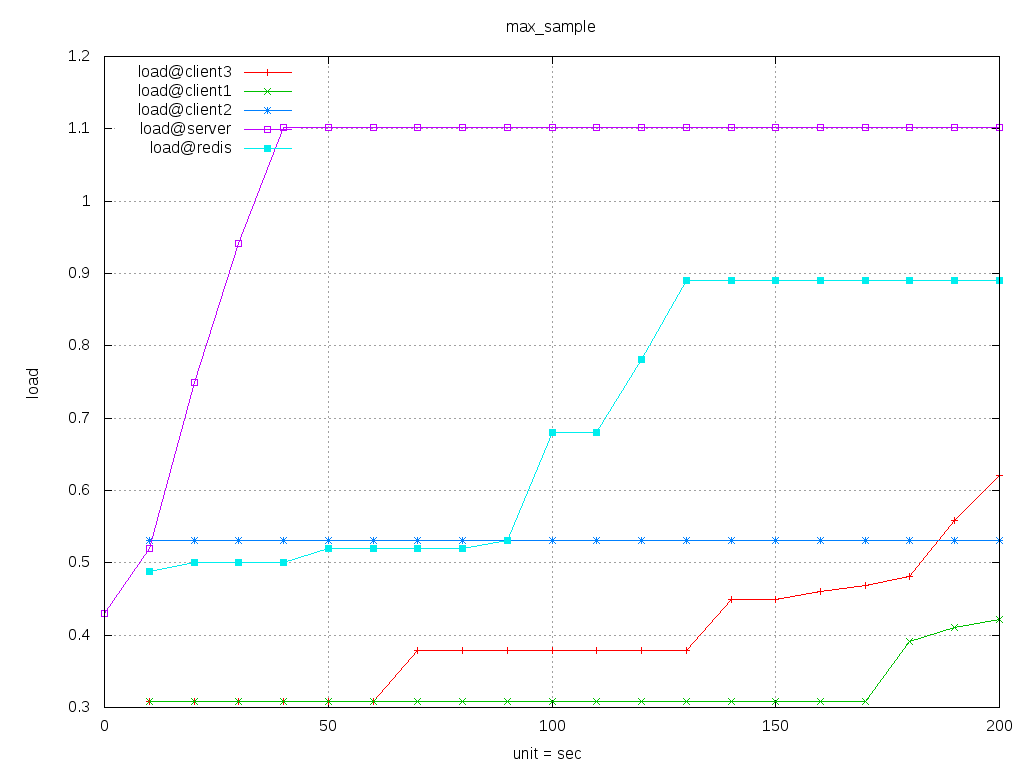 max_sample
load@client3
load@client1
load@client2
load@server
load@redis
1.2
1.1
1
0.9
0.8
0.7
0.6
0.5
0.4
0.3
load
0 50 100 150 200
unit = sec